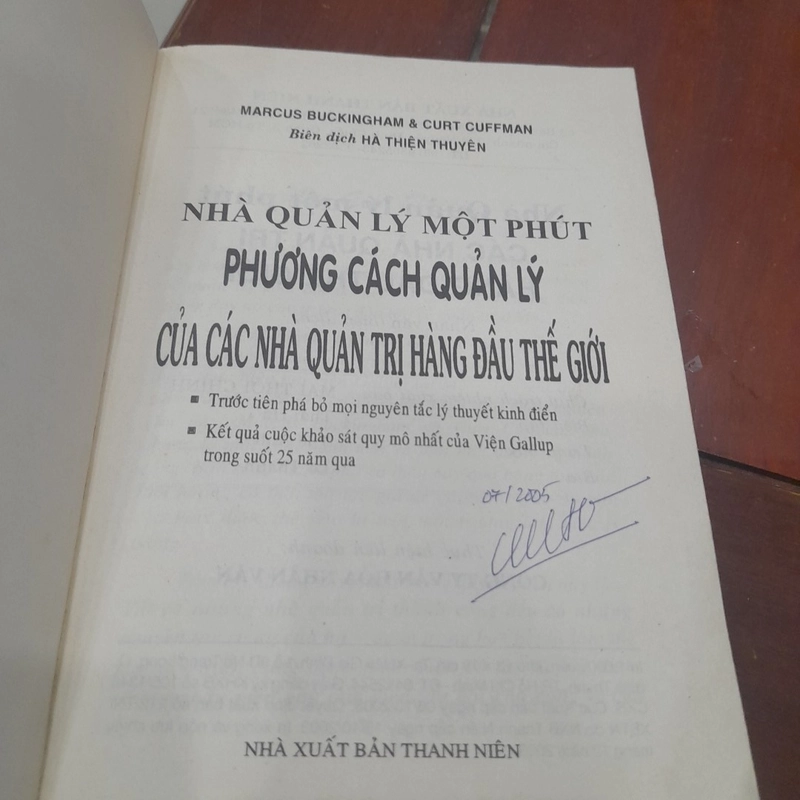 MARCUS BUCKINGHAM & CURT CUFFMAN
Biên dịch HÀ THIỆN THUYÊN
NHÀ QUẢN LÝ MỘT PHÚT
PHƯƠNG CÁCH QUẢN LÝ
CỦA CÁC NHÀ QUẢN TRỊ HÀNG ĐẦU THẾ GIỚI
■ Trước tiên phá bỏ mọi nguyên tắc lý thuyết kinh điển
■ Kết quả cuộc khảo sát quy mô nhất của Viện Gallup
trong suốt 25 năm qua
07/2005
NHÀ XUẤT BẢN THANH NIÊN